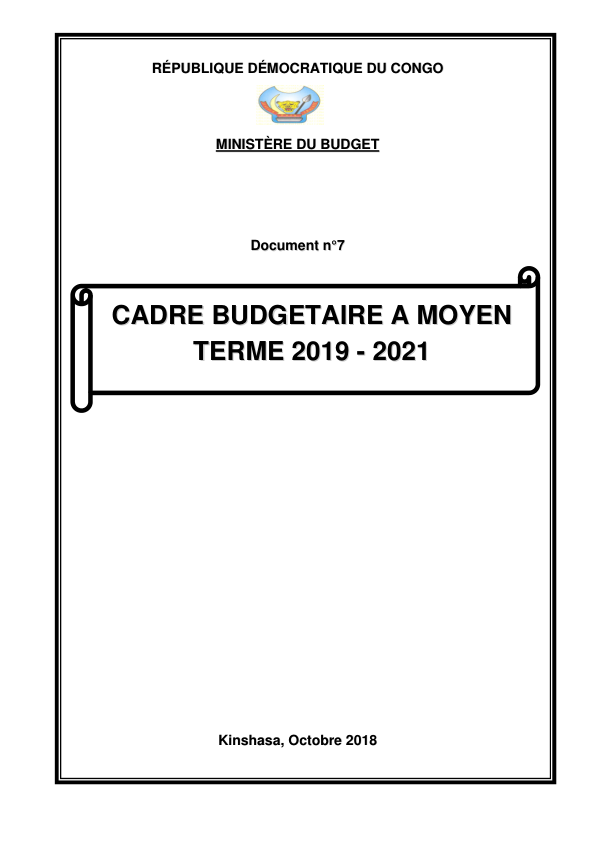 RÉPUBLIQUE DÉMOCRATIQUE DU CONGO
MINISTÈRE DU BUDGET
Document n°7
CADRE BUDGETAIRE A MOYEN
TERME 2019 - 2021
Kinshasa, Octobre 2018